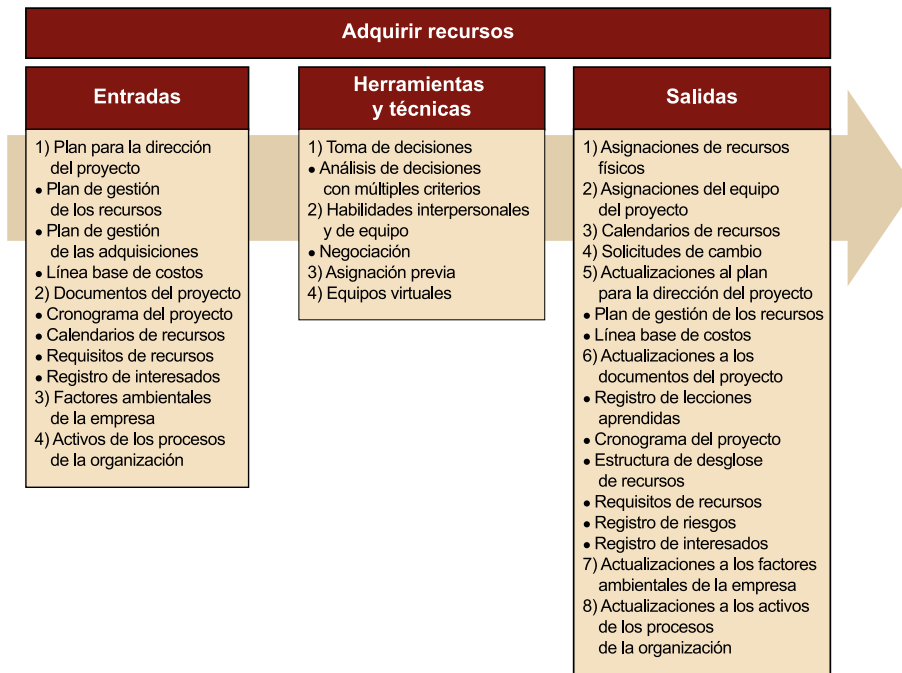 Adquirir recursos
Entradas
1) Plan para la dirección
del proyecto
• Plan de gestión
de los recursos
• Plan de gestión
de las adquisiciones
• Línea base de costos
2) Documentos del proyecto
• Cronograma del proyecto
• Calendarios de recursos
• Requisitos de recursos
• Registro de interesados
3) Factores ambientales
de la empresa
4) Activos de los procesos
de la organización
Herramientas
y técnicas
1) Toma de decisiones
• Análisis de decisiones
con múltiples criterios
2) Habilidades interpersonales
y de equipo
• Negociación
3) Asignación previa
4) Equipos virtuales
Salidas
1) Asignaciones de recursos
físicos
2) Asignaciones del equipo
del proyecto
3) Calendarios de recursos
4) Solicitudes de cambio
5) Actualizaciones al plan
para la dirección del proyecto
• Plan de gestión de los recursos
• Línea base de costos
6) Actualizaciones a los
documentos del proyecto
• Registro de lecciones
aprendidas
• Cronograma del proyecto
• Estructura de desglose
de recursos
• Requisitos de recursos
• Registro de riesgos
• Registro de interesados
7) Actualizaciones a los factores
ambientales de la empresa
8) Actualizaciones a los activos
de los procesos
de la organización